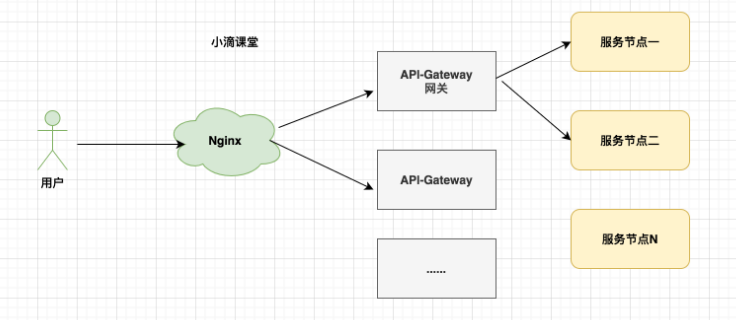 小滴课堂
用户
Nginx
API-Gateway
网关
API-Gateway
......
服务节点一
服务节点二
服务节点N